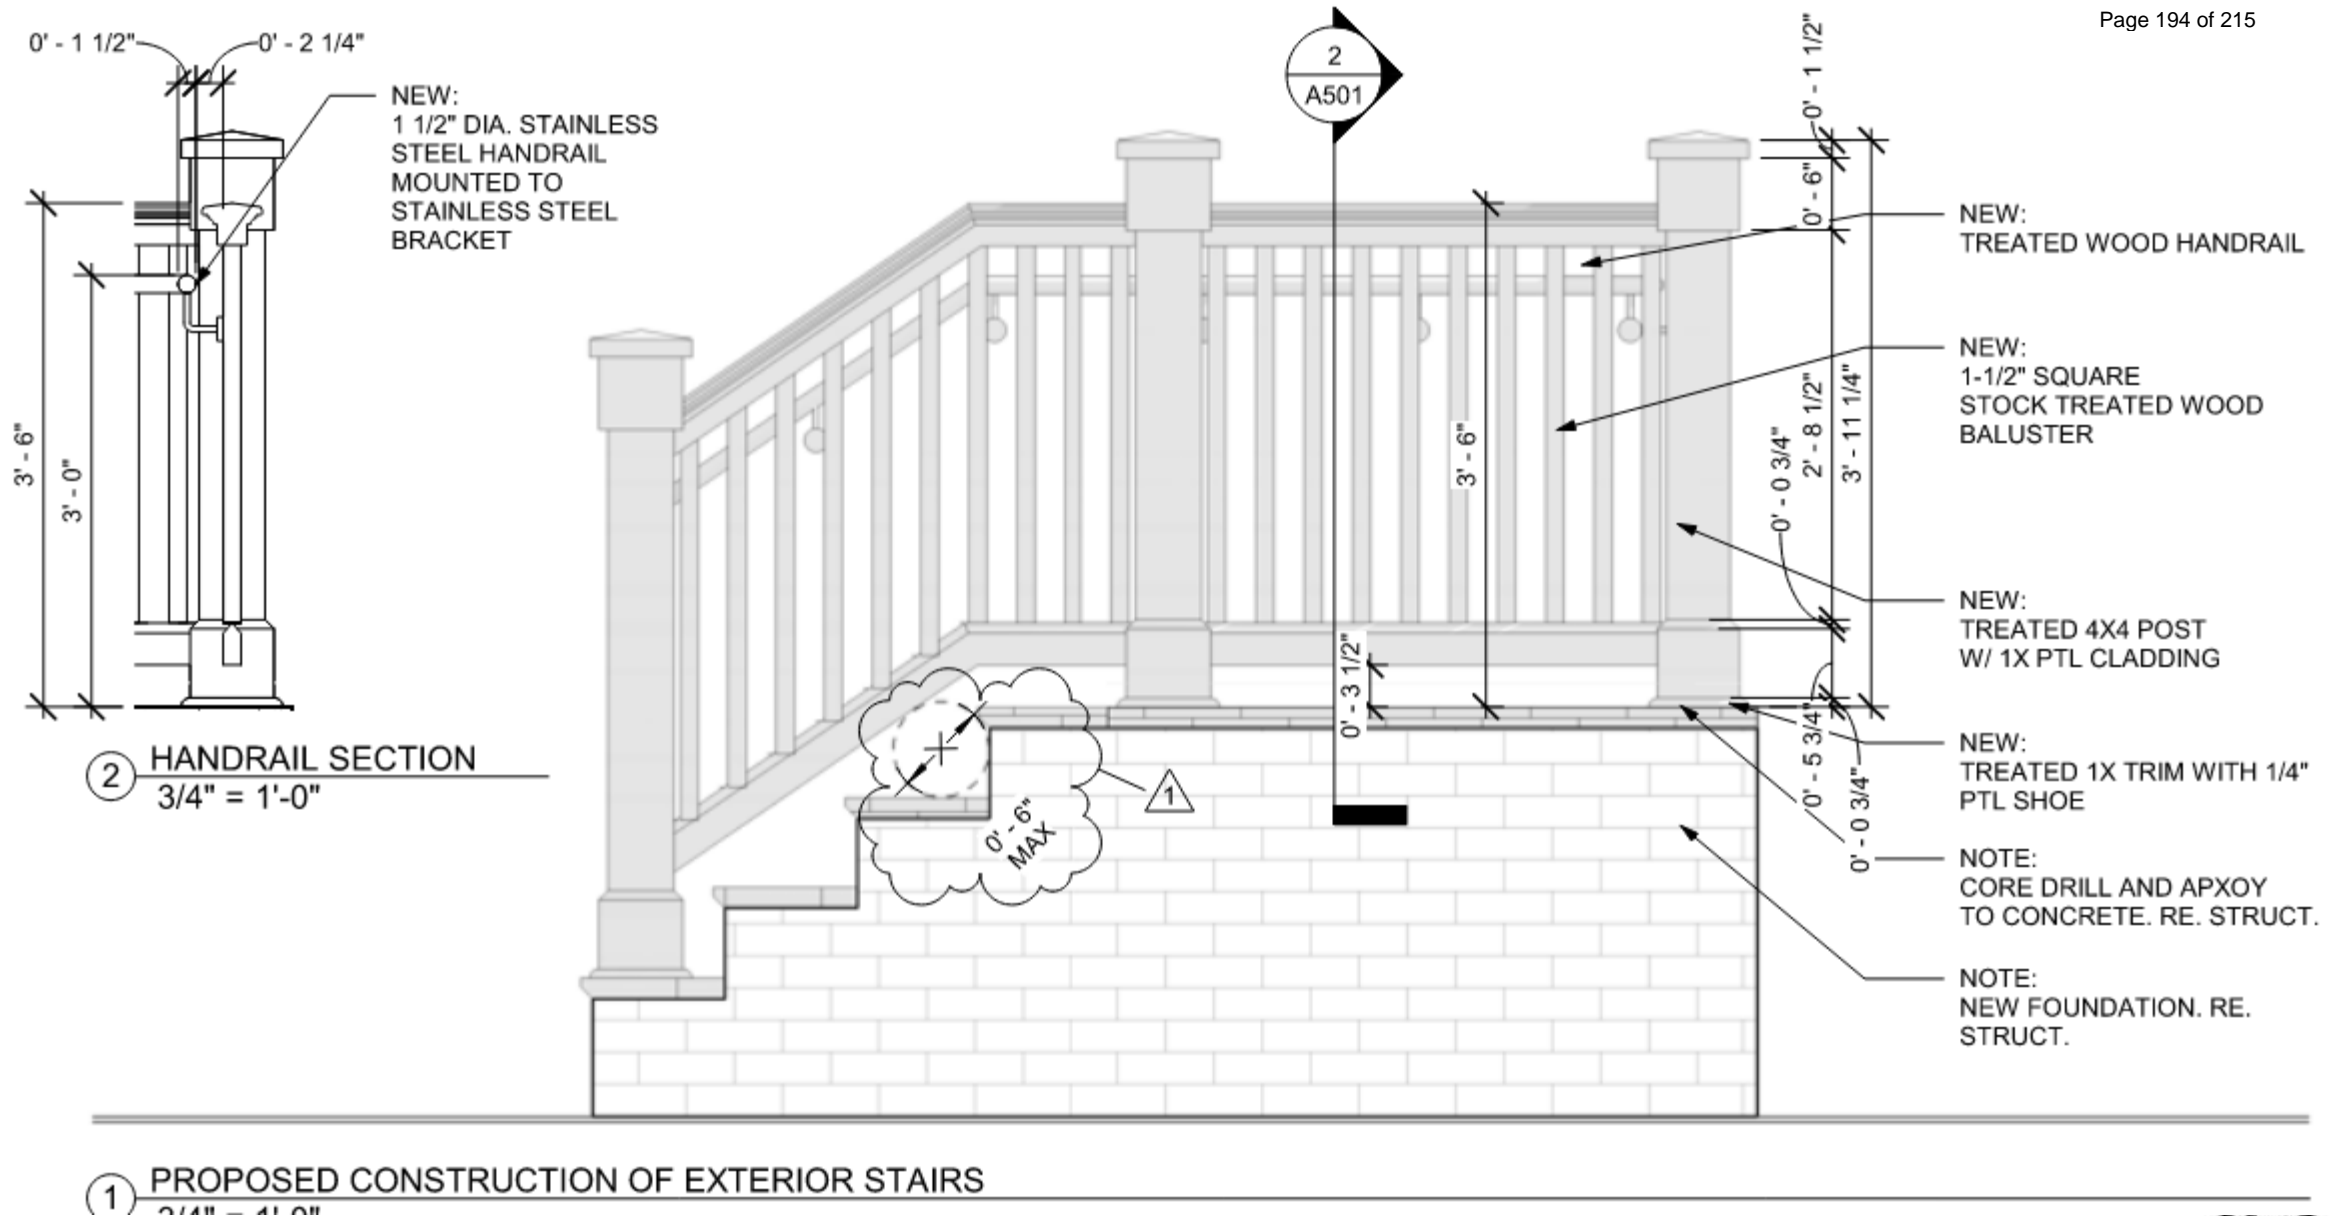 Page 194 of 215
0' - 1 1/2"
0' - 2 1/4"
NEW:
1 1/2" DIA. STAINLESS
STEEL HANDRAIL
MOUNTED TO
STAINLESS STEEL
BRACKET
3' - 6"
3' - 0"
2
HANDRAIL SECTION
3/4" = 1'-0"
2
A501
3' - 6"
0' - 3 1/2"
0' - 6"
MAX
1
0' - 1 1/2"
0' - 6"
2' - 8 1/2"
3' - 11 1/4"
0' - 0 3/4"
0' - 5 3/4"
0' - 0 3/4"
NEW:
TREATED WOOD HANDRAIL
NEW:
1-1/2" SQUARE
STOCK TREATED WOOD
BALUSTER
NEW:
TREATED 4X4 POST
W/ 1X PTL CLADDING
NEW:
TREATED 1X TRIM WITH 1/4"
PTL SHOE
NOTE:
CORE DRILL AND APXOY
TO CONCRETE. RE. STRUCT.
NOTE:
NEW FOUNDATION. RE.
STRUCT.
1
PROPOSED CONSTRUCTION OF EXTERIOR STAIRS
3/4" = 1'-0"